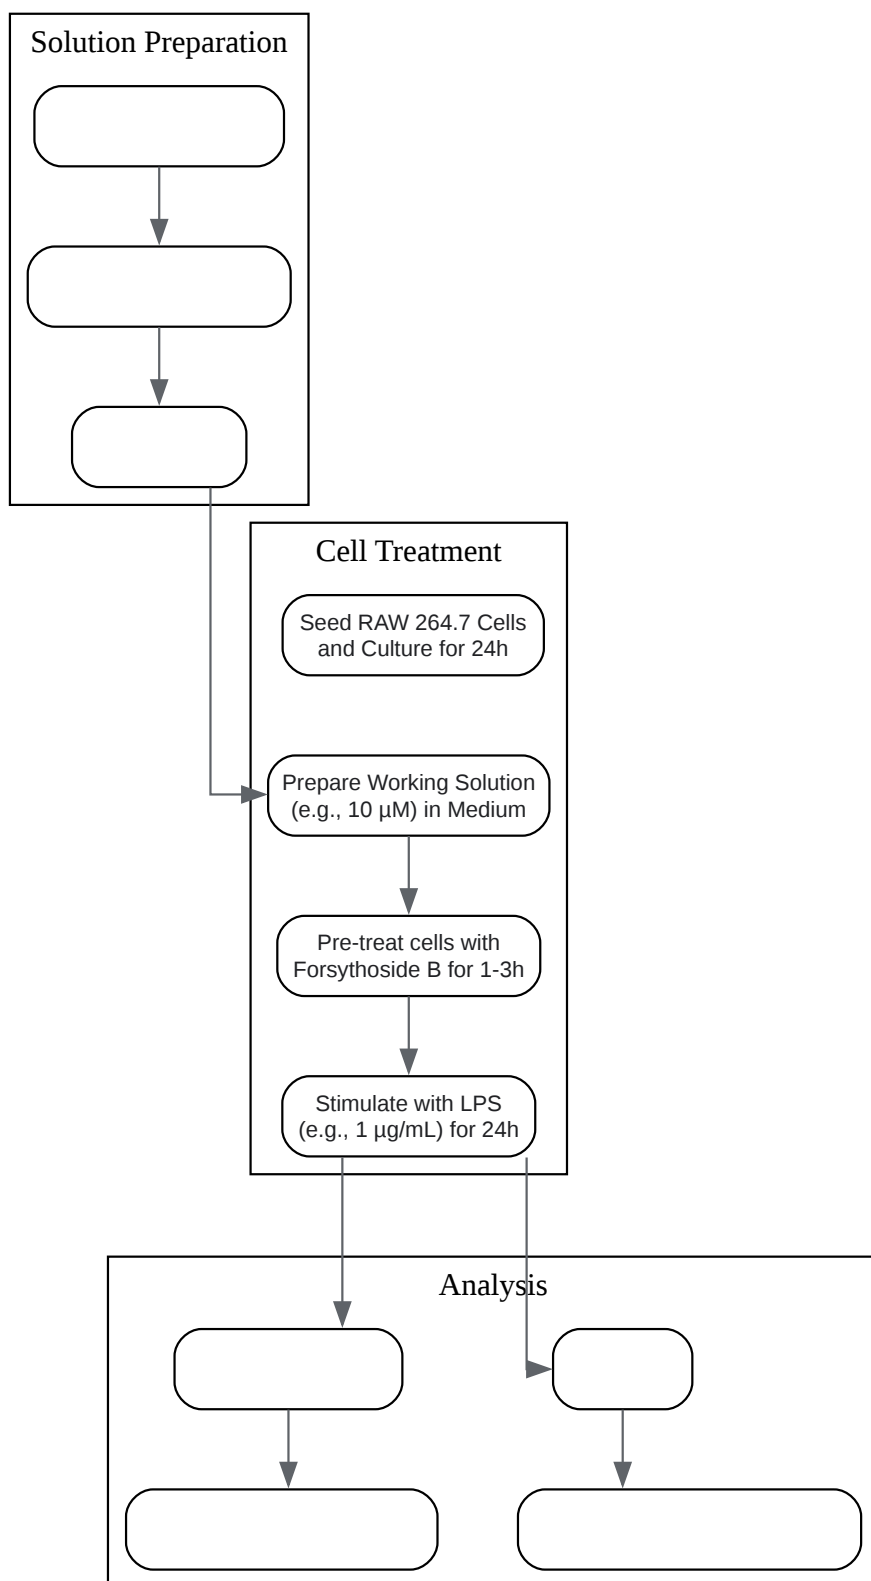 Solution Preparation
Cell Treatment
Seed RAW 264.7 Cells
and Culture for 24h
Prepare Working Solution
(e.g., 10 µM) in Medium
Pre-treat cells with
Forsythoside B for 1-3h
Stimulate with LPS
(e.g., 1 µg/mL) for 24h
Analysis